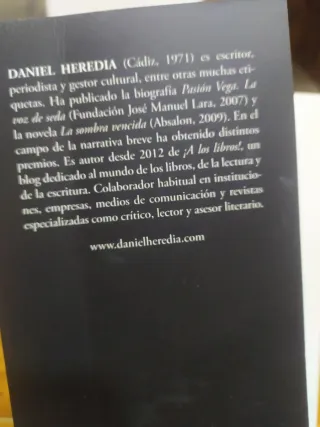 DANIEL HEREDIA (Cádiz, 1971) es escritor,
periodista y gestor cultural, entre otras muchas eti-
quetas. Ha publicado la biografía Pasión Vega. La
voz de seda (Fundación José Manuel Lara, 2007) y
la novela La sombra vencida (Absalon, 2009). En el
campo de la narrativa breve ha obtenido distintos
premios. Es autor desde 2012 de ¡A los libros!, un
blog dedicado al mundo de los libros, de la lectura y
de la escritura. Colaborador habitual en institucio-
nes, empresas, medios de comunicación y revistas
especializadas como crítico, lector y asesor literario.
www.danielheredia.com